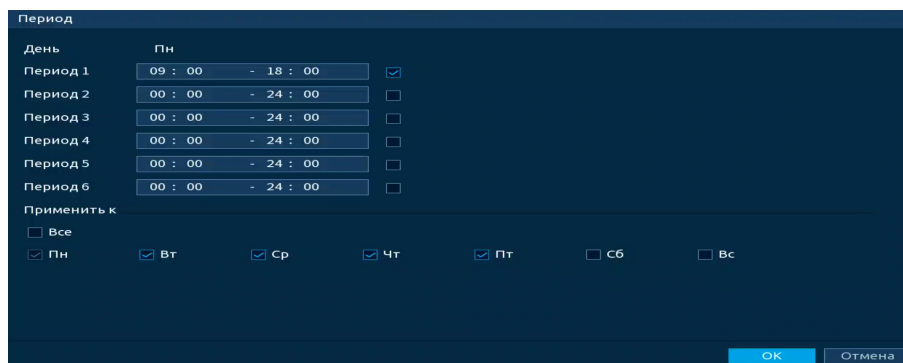 Период
День Пн
Период 1 09 : 00 - 18 : 00
Период 2 00 : 00 - 24 : 00
Период 3 00 : 00 - 24 : 00
Период 4 00 : 00 - 24 : 00
Период 5 00 : 00 - 24 : 00
Период 6 00 : 00 - 24 : 00
Применить к
Все
Пн Вт Ср Чт Пт Сб Вс
OK Отмена